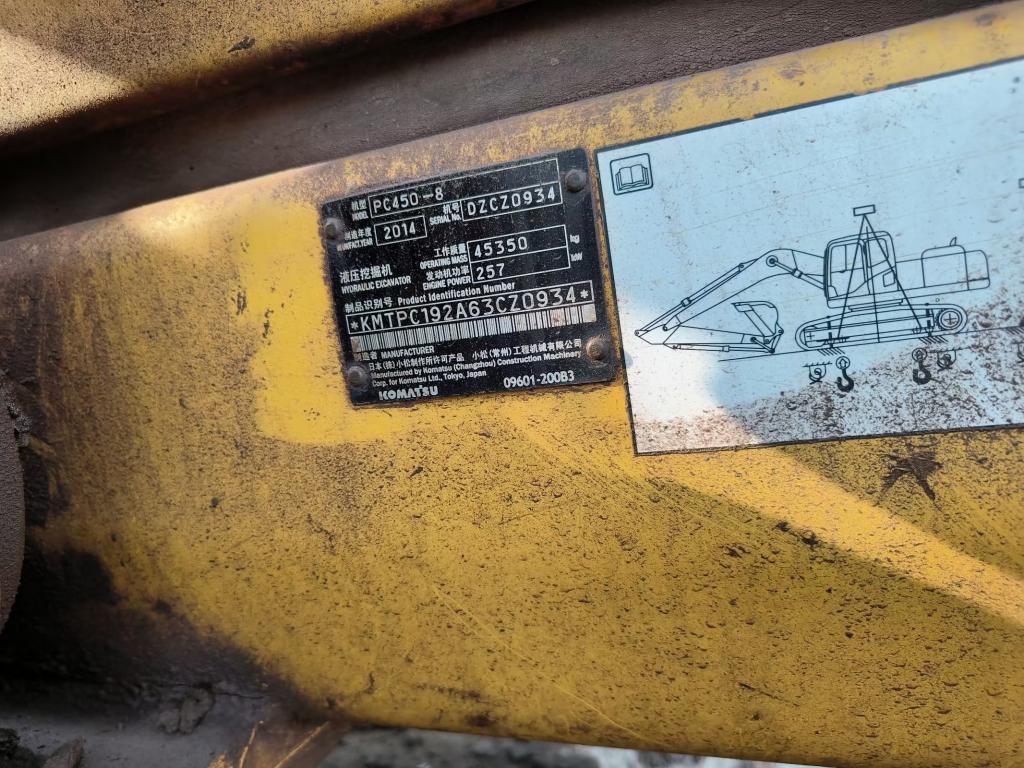 机型 MODEL PC450-8
机号 SERIAL No. DZCZ0934
制造年度 MANUFACT.YEAR 2014
工作质量 OPERATING MASS 45350 kg
液压挖掘机 HYDRAULIC EXCAVATOR
发动机功率 ENGINE POWER 257 kW
制品识别号 Product Identification Number
*KMTPC192A63CZ0934*
制造者 MANUFACTURER
日本(株)小松制作所许可产品 小松(常州)工程机械有限公司
Manufactured by Komatsu (Changzhou) Construction Machinery
Corp. for Komatsu Ltd., Tokyo, Japan
KOMATSU 09601-200B3